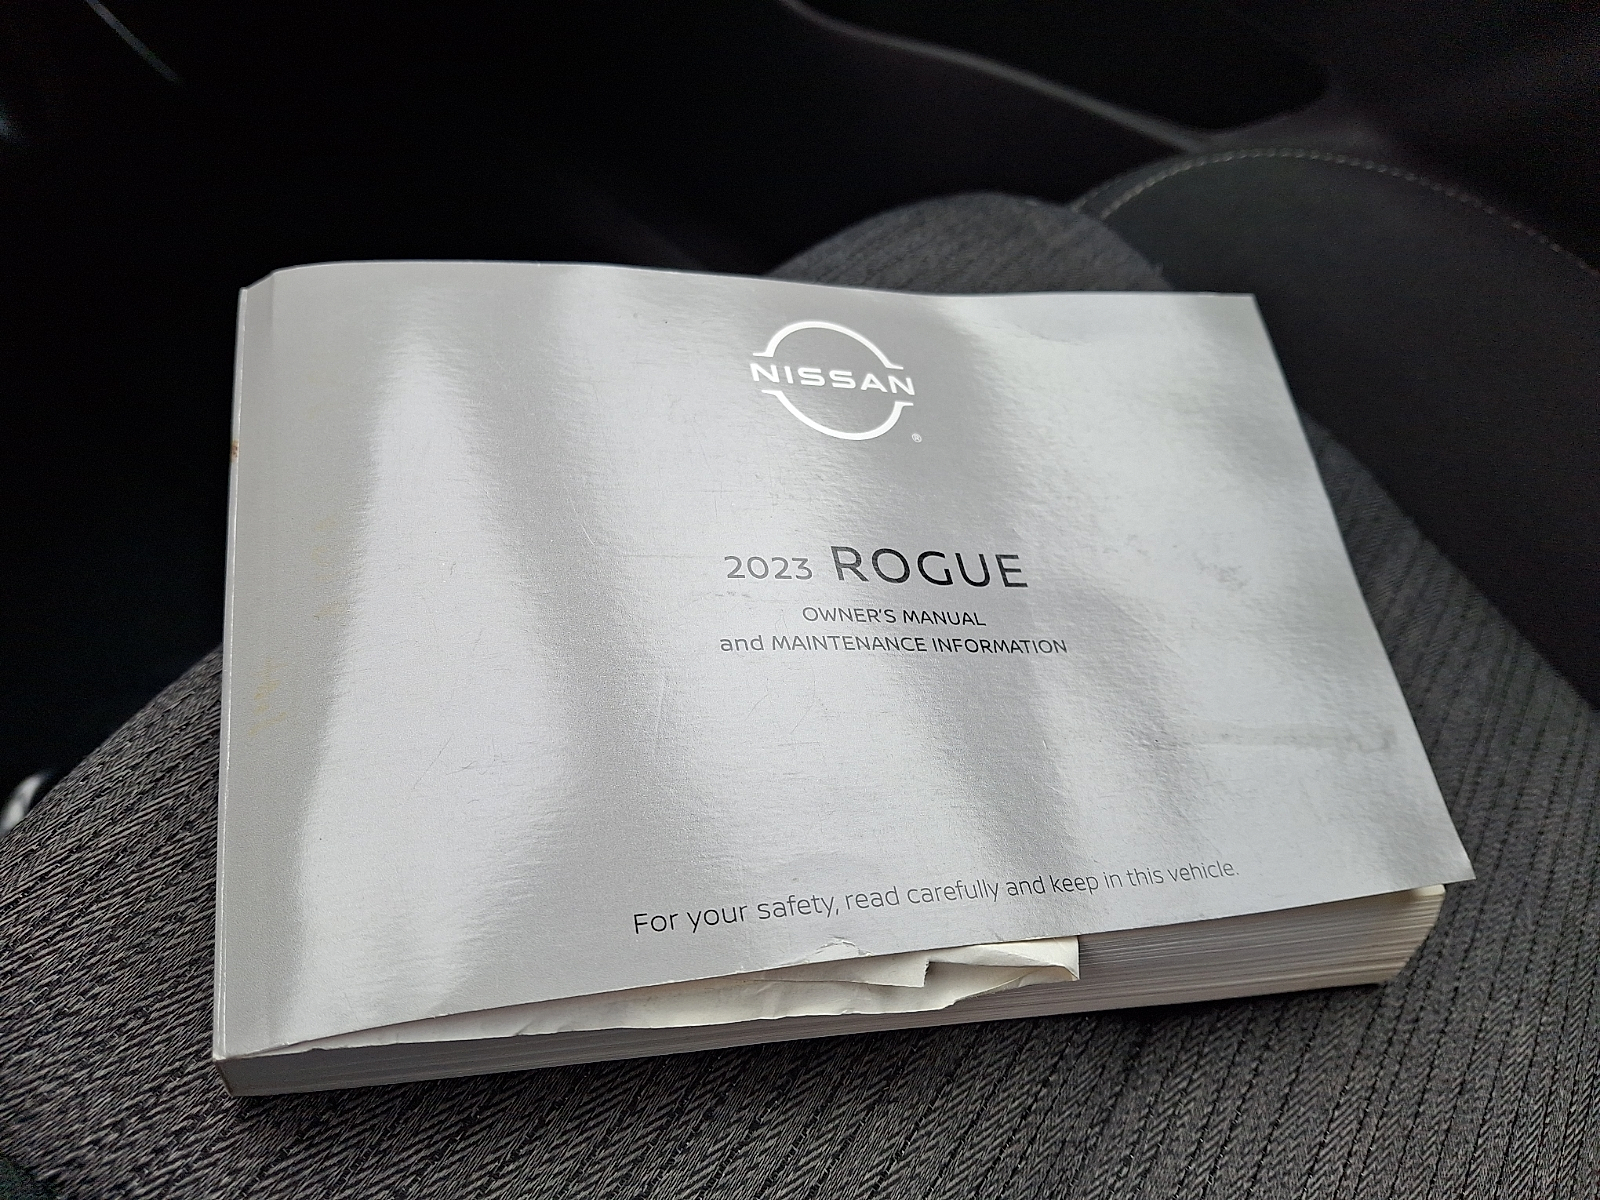 NISSAN
®
2023 ROGUE
OWNER'S MANUAL
and MAINTENANCE INFORMATION
For your safety, read carefully and keep in this vehicle.